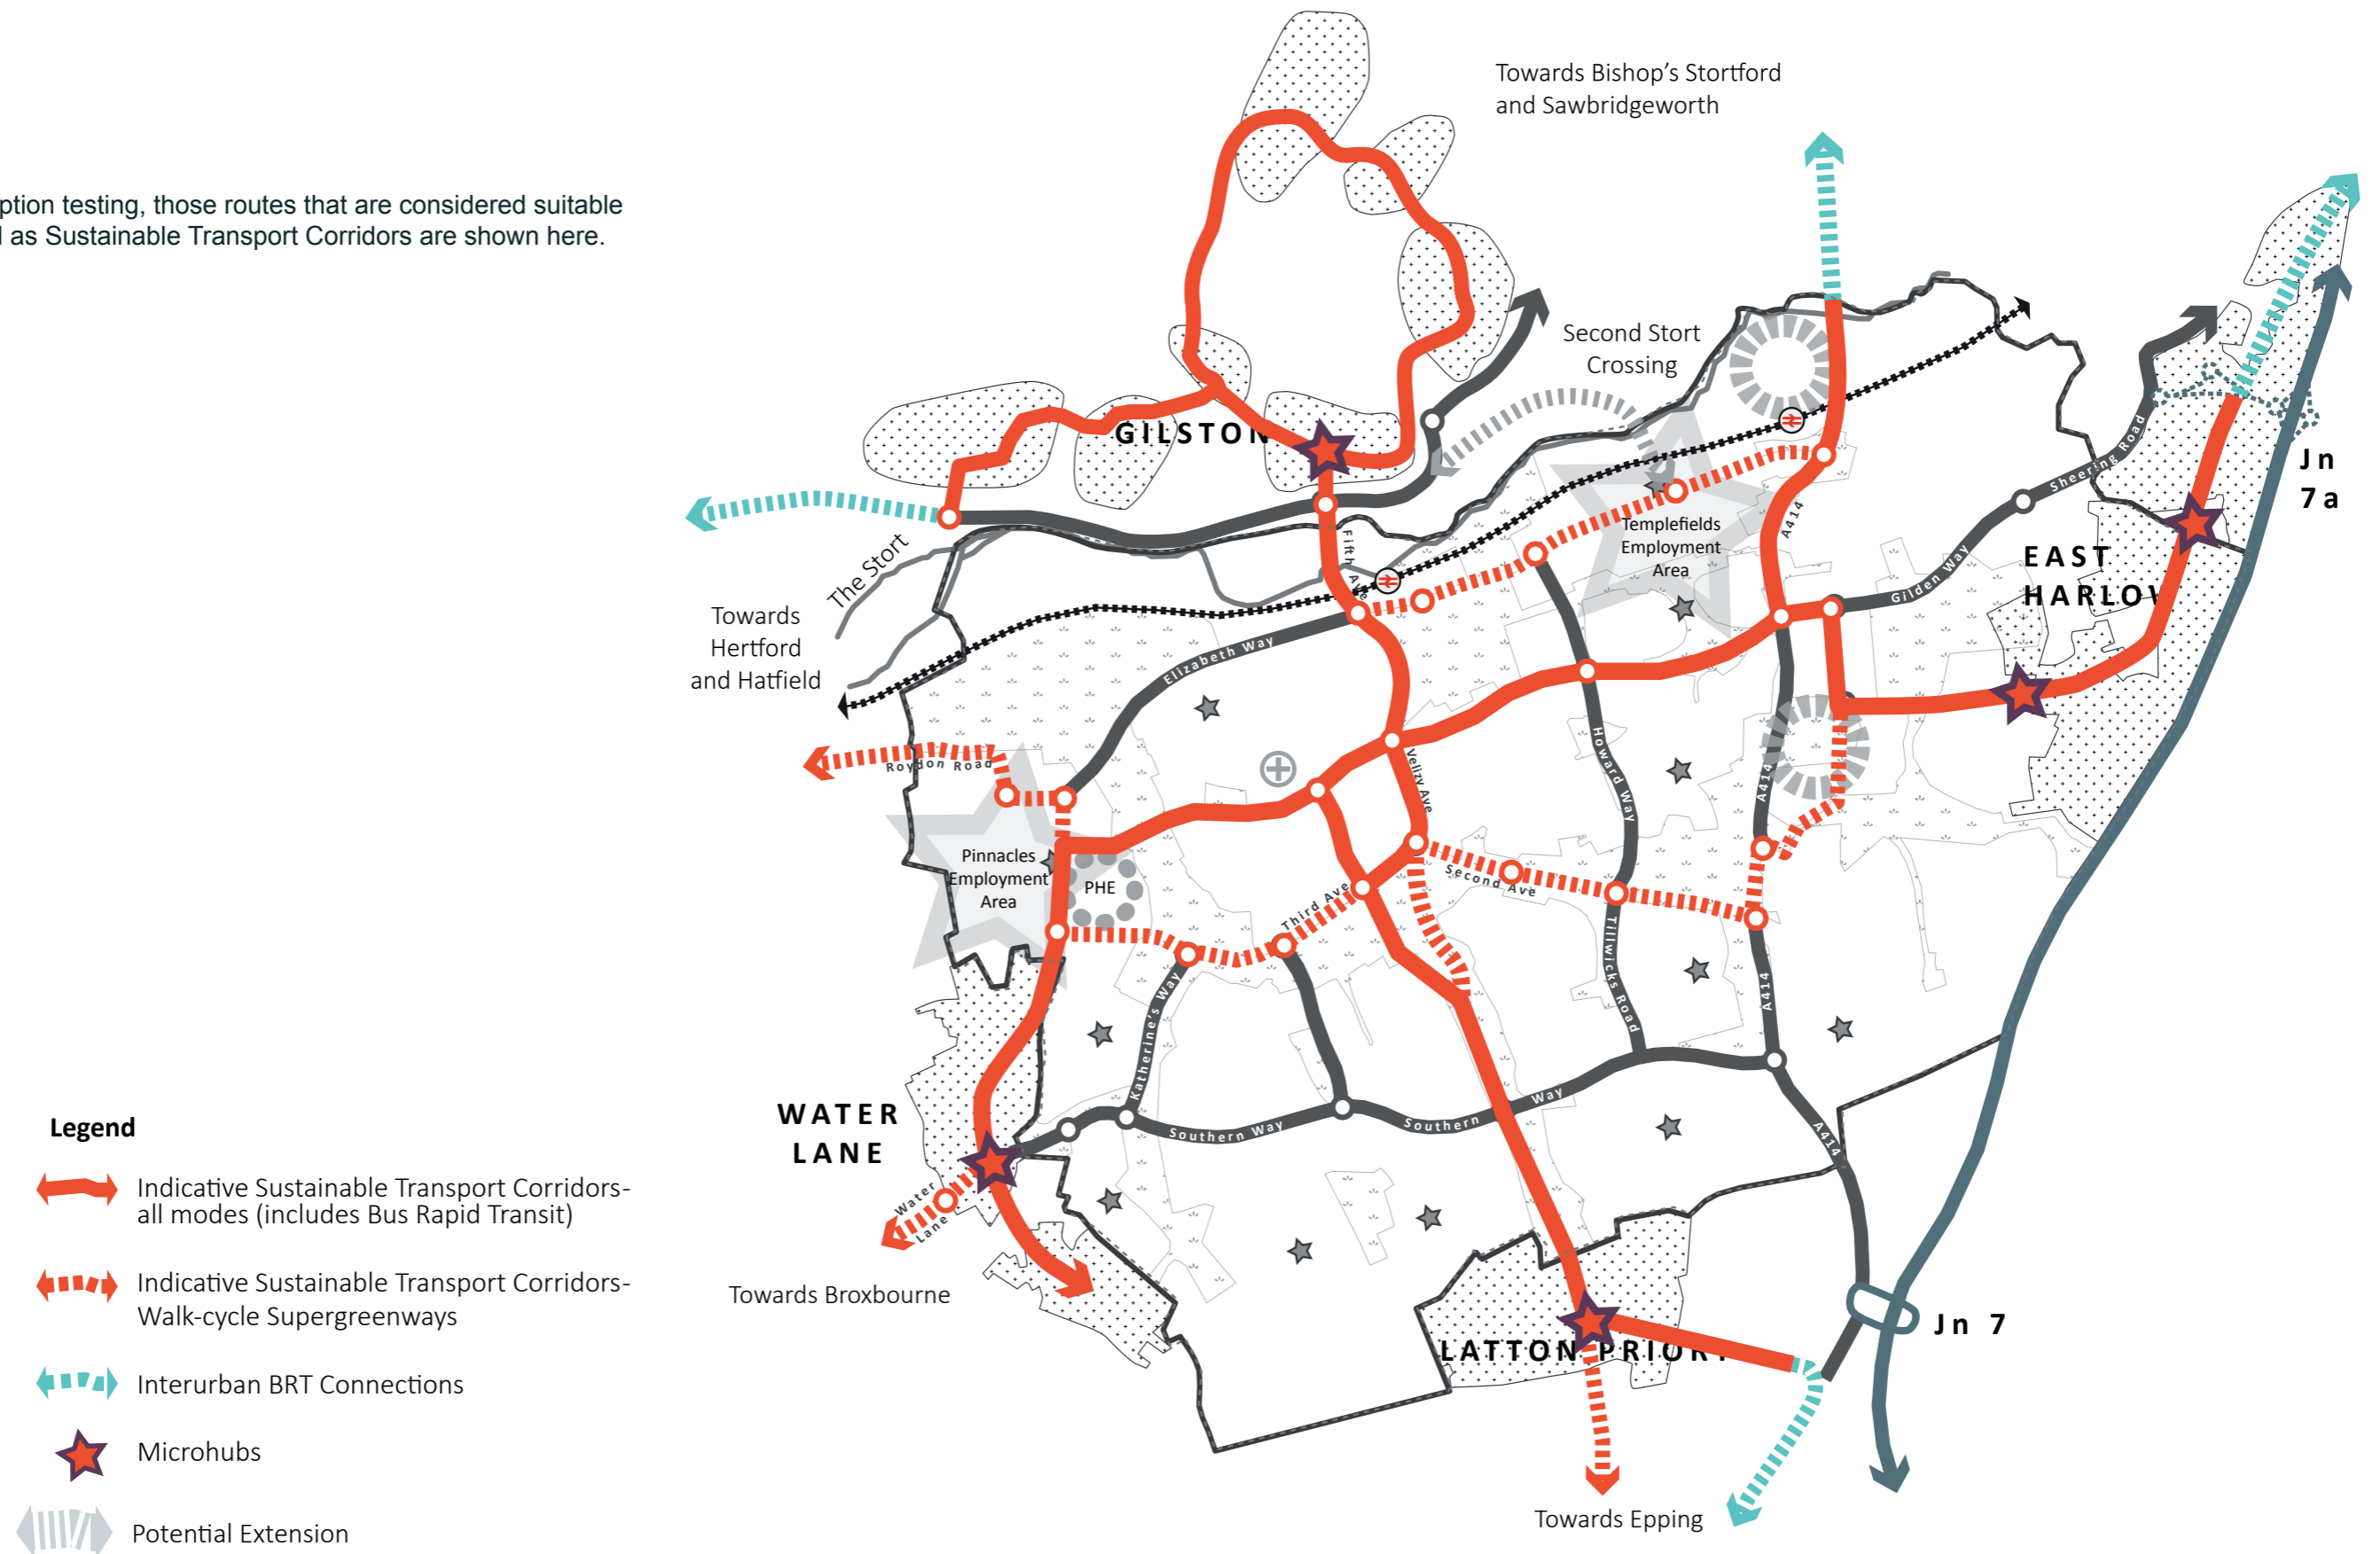 ption testing, those routes that are considered suitable
as Sustainable Transport Corridors are shown here.
Towards Bishop's Stortford
and Sawbridgeworth
Second Stort
Crossing
GILSTON
The Stort
Towards
Hertford
and Hatfield
Fifth Ave
Templefields
Employment
Area
A414
Sheering Road
Gilden Way
Jn
7a
EAST
HARLOW
Elizabeth Way
Roydon Road
Velizy Ave
Howard Way
A414
Pinnacles
Employment
Area
PHE
Second Ave
Third Ave
Tillwicks Road
A414
Katherine's Way
WATER
LANE
Southern Way
Southern
Way
A414
Water
Lane
Towards Broxbourne
LATTON PRIORY
Jn 7
Towards Epping
Legend
Indicative Sustainable Transport Corridors-
all modes (includes Bus Rapid Transit)
Indicative Sustainable Transport Corridors-
Walk-cycle Supergreenways
Interurban BRT Connections
Microhubs
Potential Extension